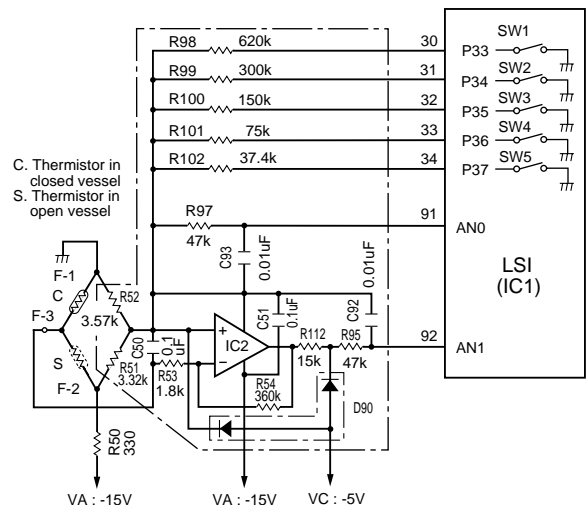 SW1
R98 620k 30 P33
SW2
R99 300k 31 P34
SW3
R100 150k 32 P35
SW4
R101 75k 33 P36
SW5
R102 37.4k 34 P37
C. Thermistor in
closed vessel
S. Thermistor in
open vessel
R97 47k 91 AN0
C93 0.01uF
0.01uF
LSI
(IC1)
F-1
C
R52
F-3
3.57k
C50 0.1 uF
C51 0.1uF
C92
IC2
R112 15k
R95 47k
92 AN1
S
R51 3.32k
R53 1.8k
R54 360k
F-2
D90
R50 330
VA : -15V
VA : -15V
VC : -5V
+
−